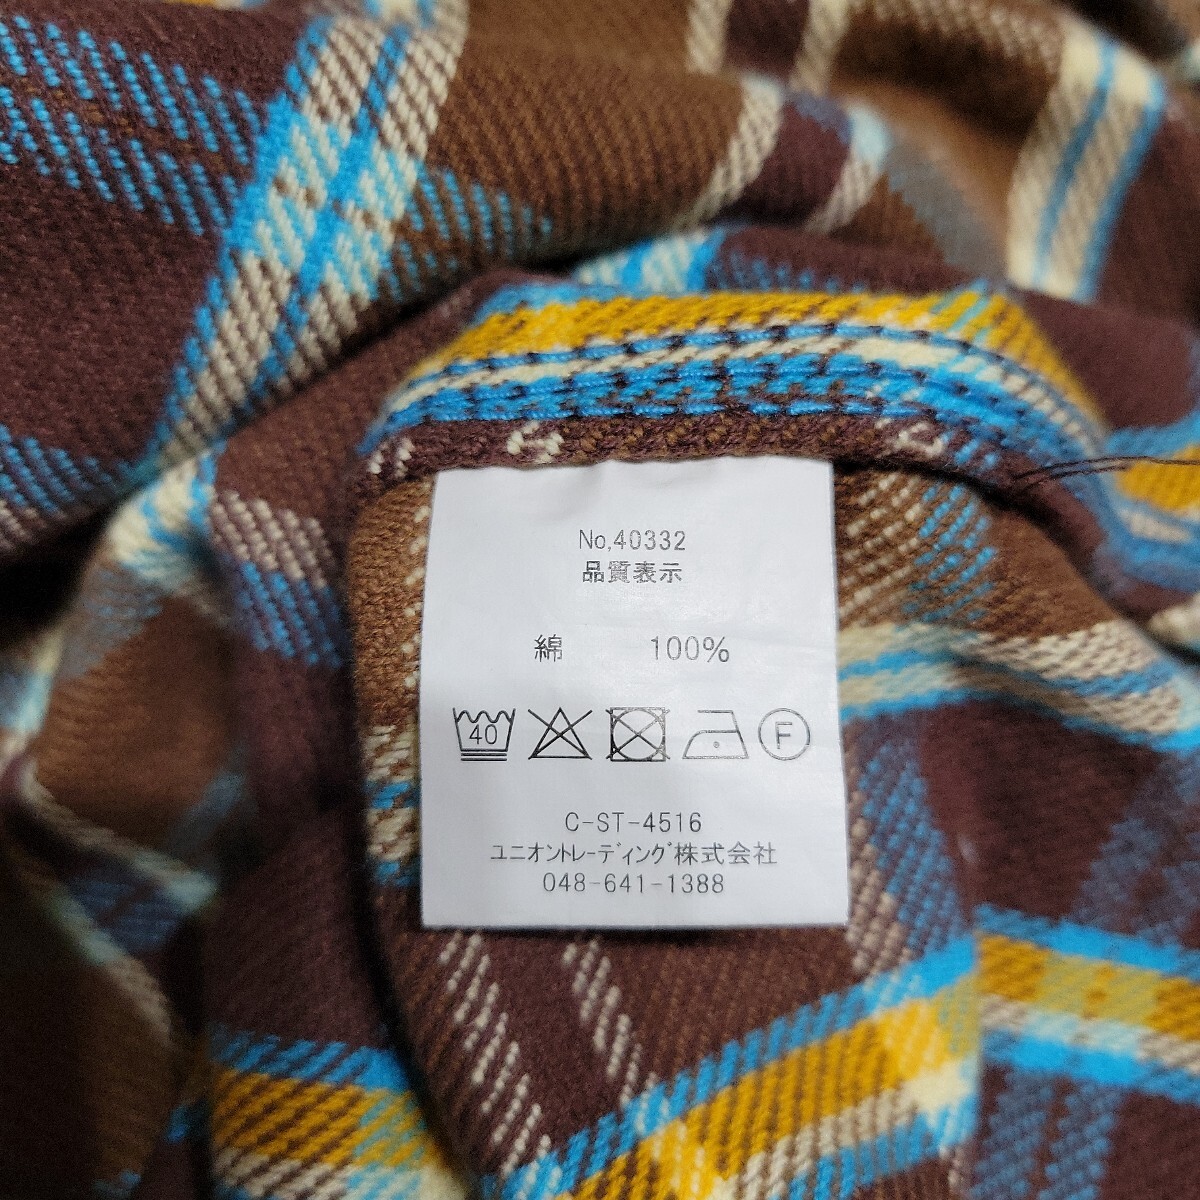 No,40332
品質表示
綿 100%
40 F
C-ST-4516
ユニオントレーディング株式会社
048-641-1388